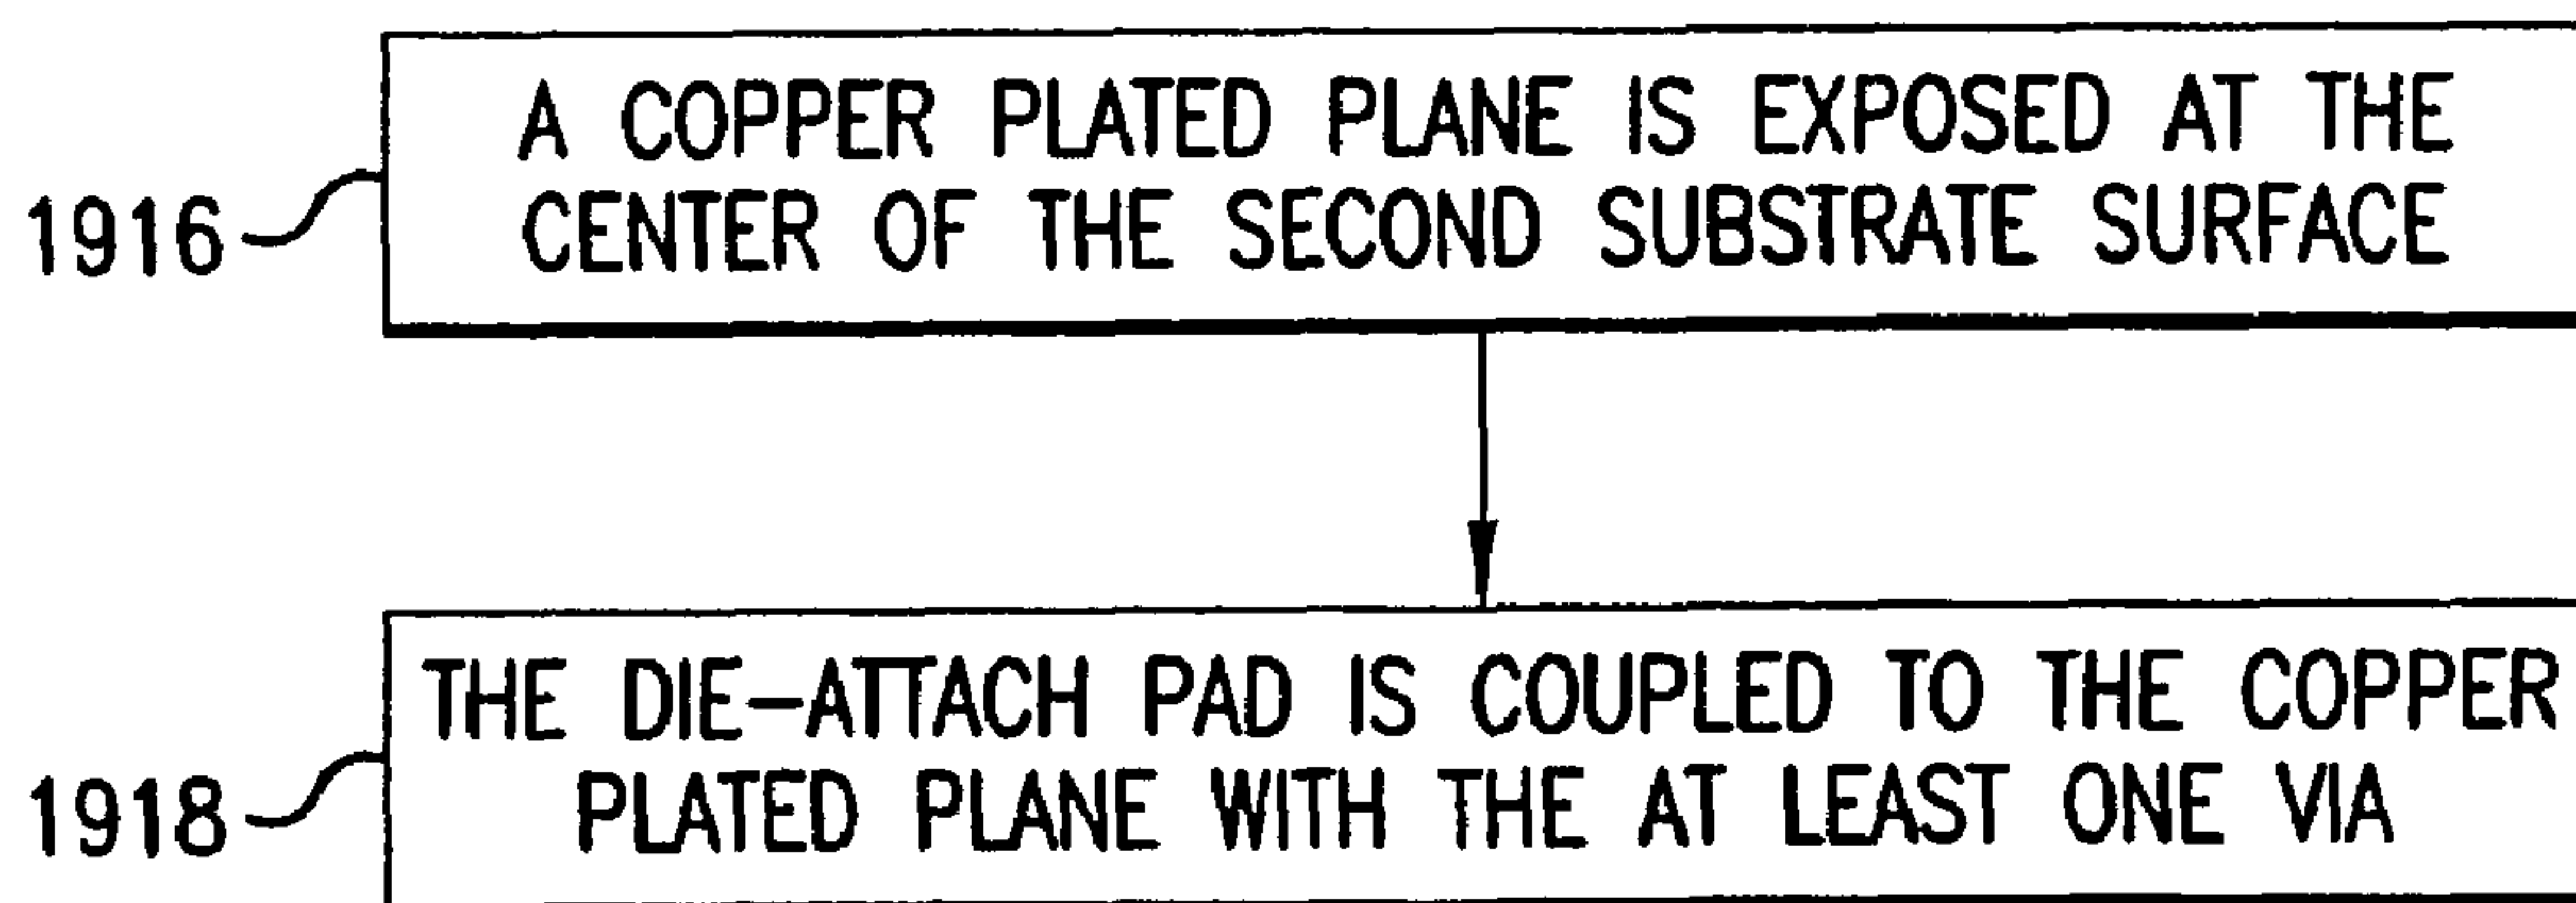 1916
A COPPER PLATED PLANE IS EXPOSED AT THE
CENTER OF THE SECOND SUBSTRATE SURFACE
1918
THE DIE-ATTACH PAD IS COUPLED TO THE COPPER
PLATED PLANE WITH THE AT LEAST ONE VIA